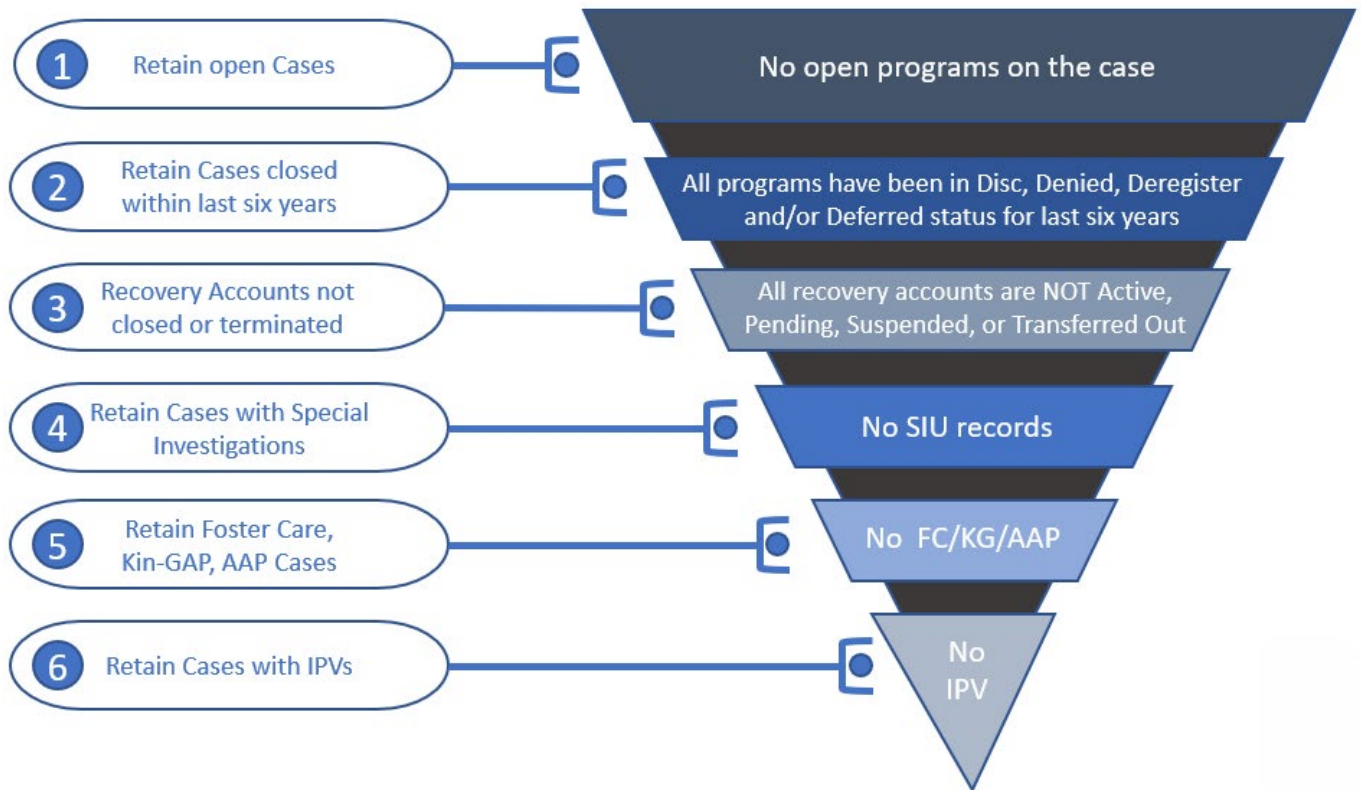 1
Retain open Cases
No open programs on the case
2
Retain Cases closed
within last six years
All programs have been in Disc, Denied, Deregister
and/or Deferred status for last six years
3
Recovery Accounts not
closed or terminated
All recovery accounts are NOT Active,
Pending, Suspended, or Transferred Out
4
Retain Cases with Special
Investigations
No SIU records
5
Retain Foster Care,
Kin-GAP, AAP Cases
No FC/KG/AAP
6
Retain Cases with IPVs
No
IPV